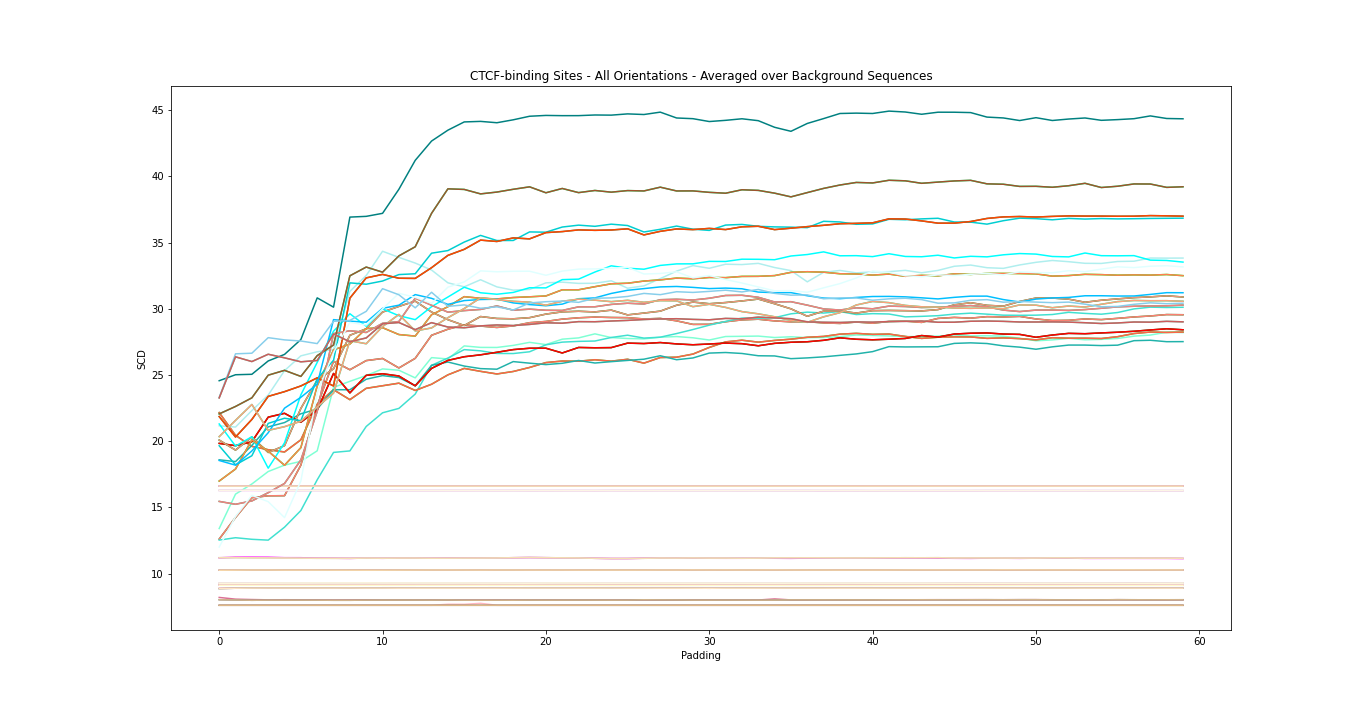 CTCF-binding Sites - All Orientations - Averaged over Background Sequences
45
40
35
30
25
20
15
10
SCD
0 10 20 30 40 50 60
Padding